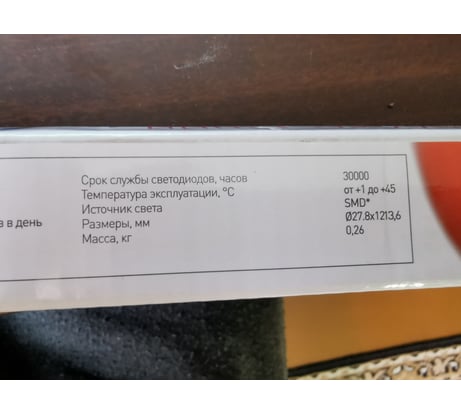 Срок службы светодиодов, часов 30000
Температура эксплуатации, °C от +1 до +45
Источник света SMD*
в день Размеры, мм Ø27.8x1213,6
Масса, кг 0,26